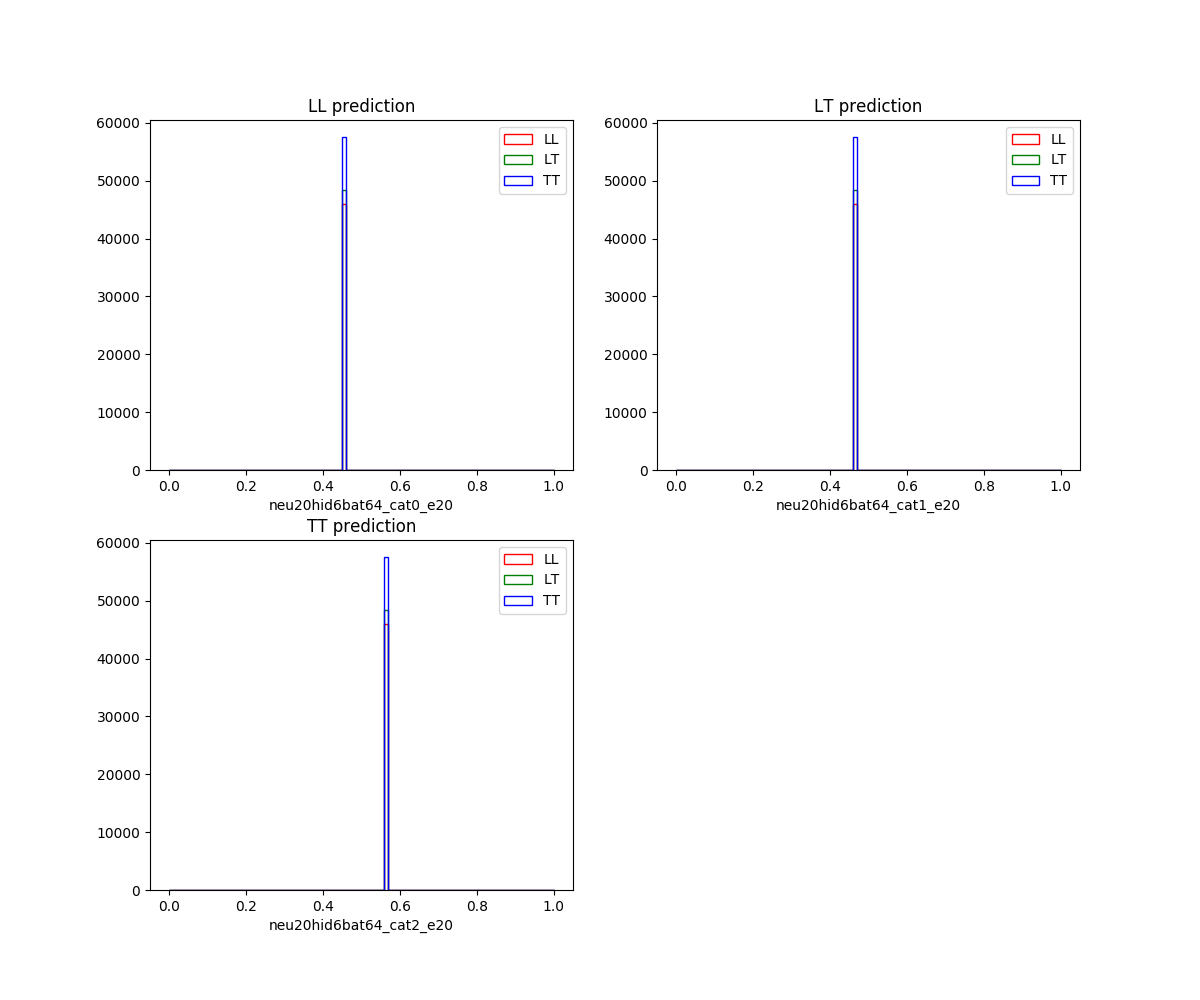 LL prediction
60000
50000
40000
30000
20000
10000
0
0.0 0.2 0.4 0.6 0.8 1.0
neu20hid6bat64_cat0_e20
LL
LT
TT
LT prediction
60000
50000
40000
30000
20000
10000
0
0.0 0.2 0.4 0.6 0.8 1.0
neu20hid6bat64_cat1_e20
LL
LT
TT
TT prediction
60000
50000
40000
30000
20000
10000
0
0.0 0.2 0.4 0.6 0.8 1.0
neu20hid6bat64_cat2_e20
LL
LT
TT